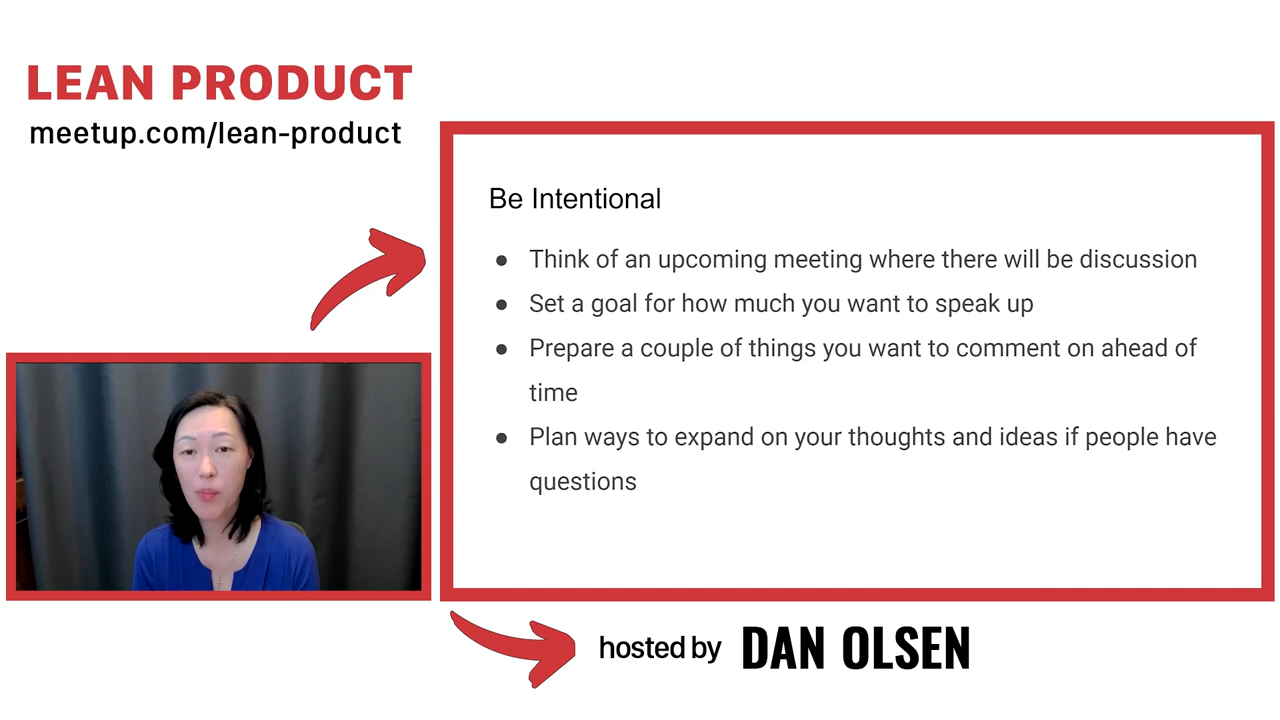 LEAN PRODUCT
meetup.com/lean-product
Be Intentional
● Think of an upcoming meeting where there will be discussion
● Set a goal for how much you want to speak up
● Prepare a couple of things you want to comment on ahead of
time
● Plan ways to expand on your thoughts and ideas if people have
questions
hosted by DAN OLSEN